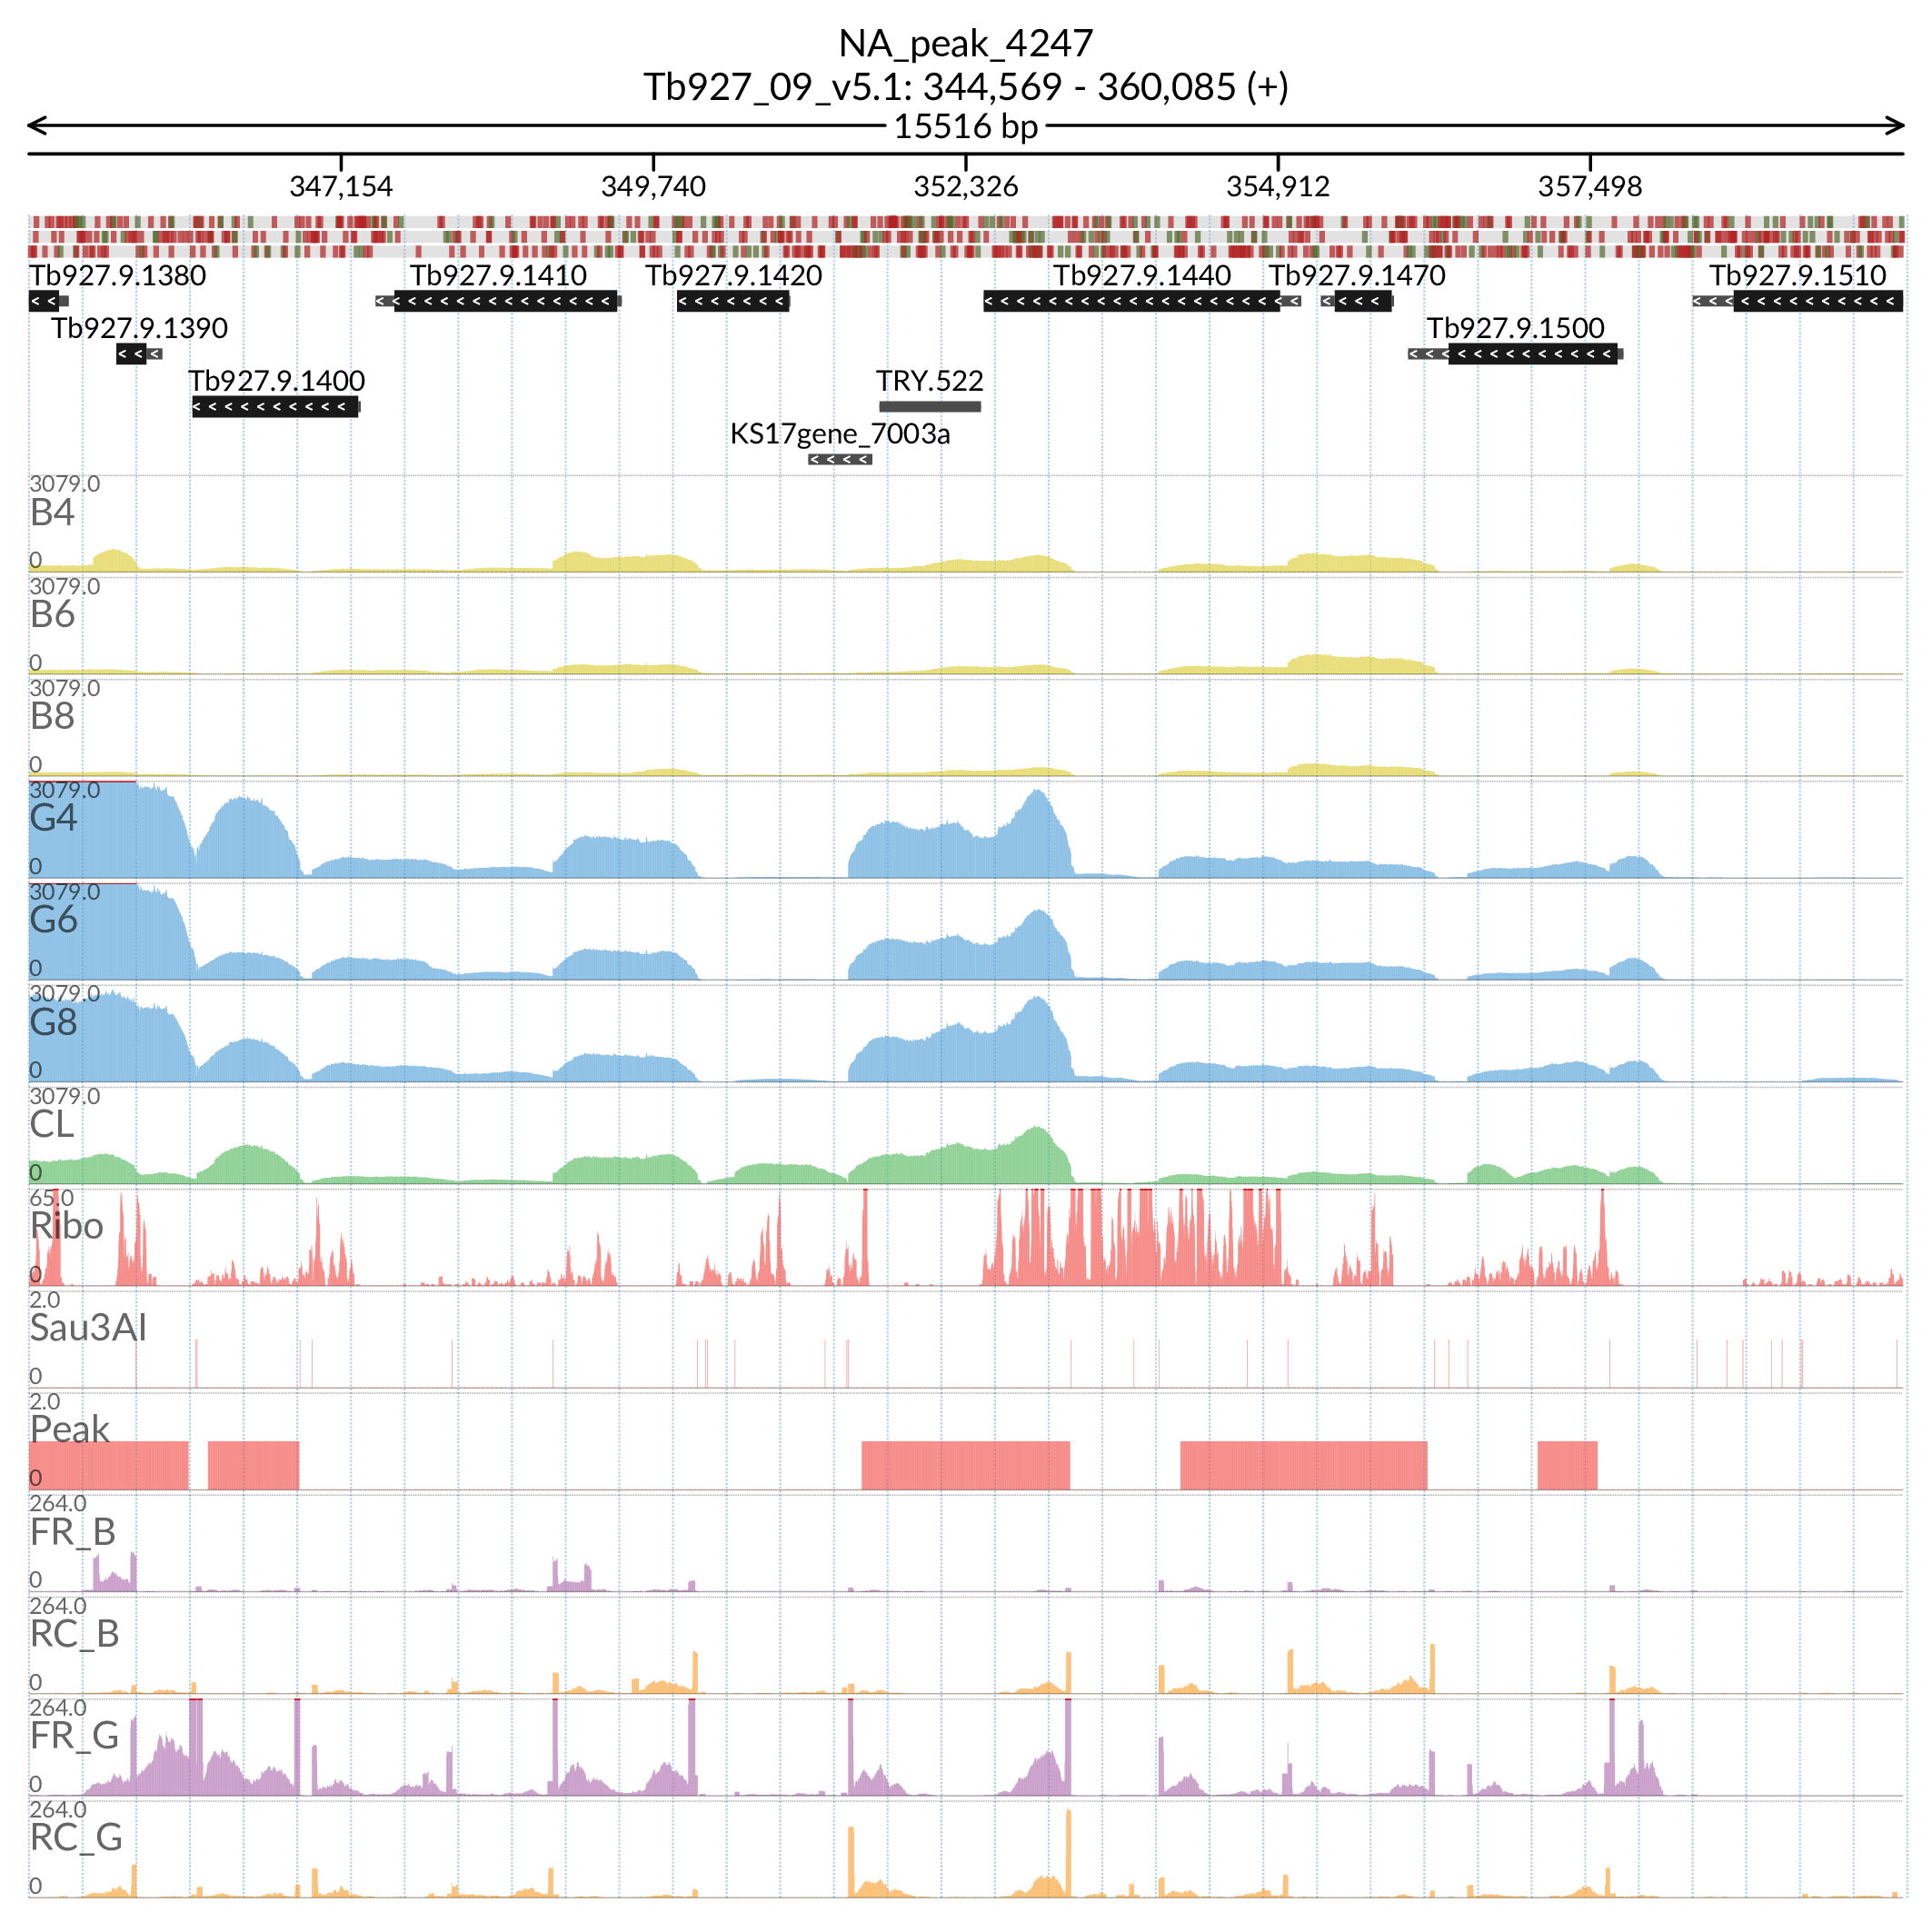 NA_peak_4247
Tb927_09_v5.1: 344,569 - 360,085 (+)
15516 bp
347,154 349,740 352,326 354,912 357,498
Tb927.9.1380 Tb927.9.1410 Tb927.9.1420 Tb927.9.1440 Tb927.9.1470 Tb927.9.1510
Tb927.9.1390 Tb927.9.1500
Tb927.9.1400 TRY.522
KS17gene_7003a
3079.0
B4
0
3079.0
B6
0
3079.0
B8
0
3079.0
G4
0
3079.0
G6
0
3079.0
G8
0
3079.0
CL
0
65.0
Ribo
0
2.0
Sau3AI
0
2.0
Peak
0
264.0
FR_B
0
264.0
RC_B
0
264.0
FR_G
0
264.0
RC_G
0